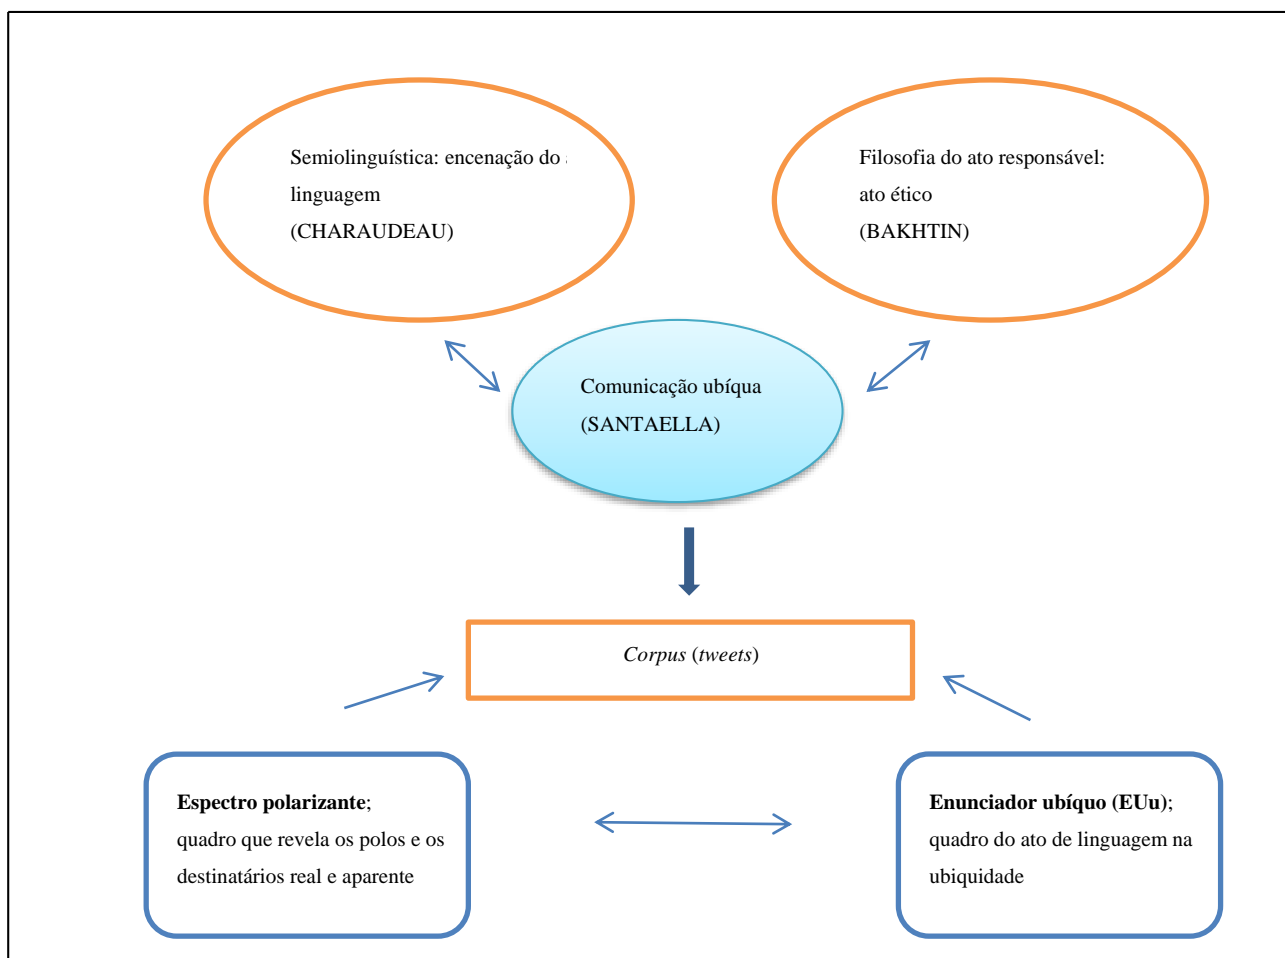 Semiolinguística: encenação do
linguagem
(CHARAUDEAU)
Filosofia do ato responsável:
ato ético
(BAKHTIN)
Comunicação ubíqua
(SANTAELLA)
Corpus (tweets)
Espectro polarizante;
quadro que revela os polos e os
destinatários real e aparente
Enunciador ubíquo (EUu);
quadro do ato de linguagem na
ubiquidade